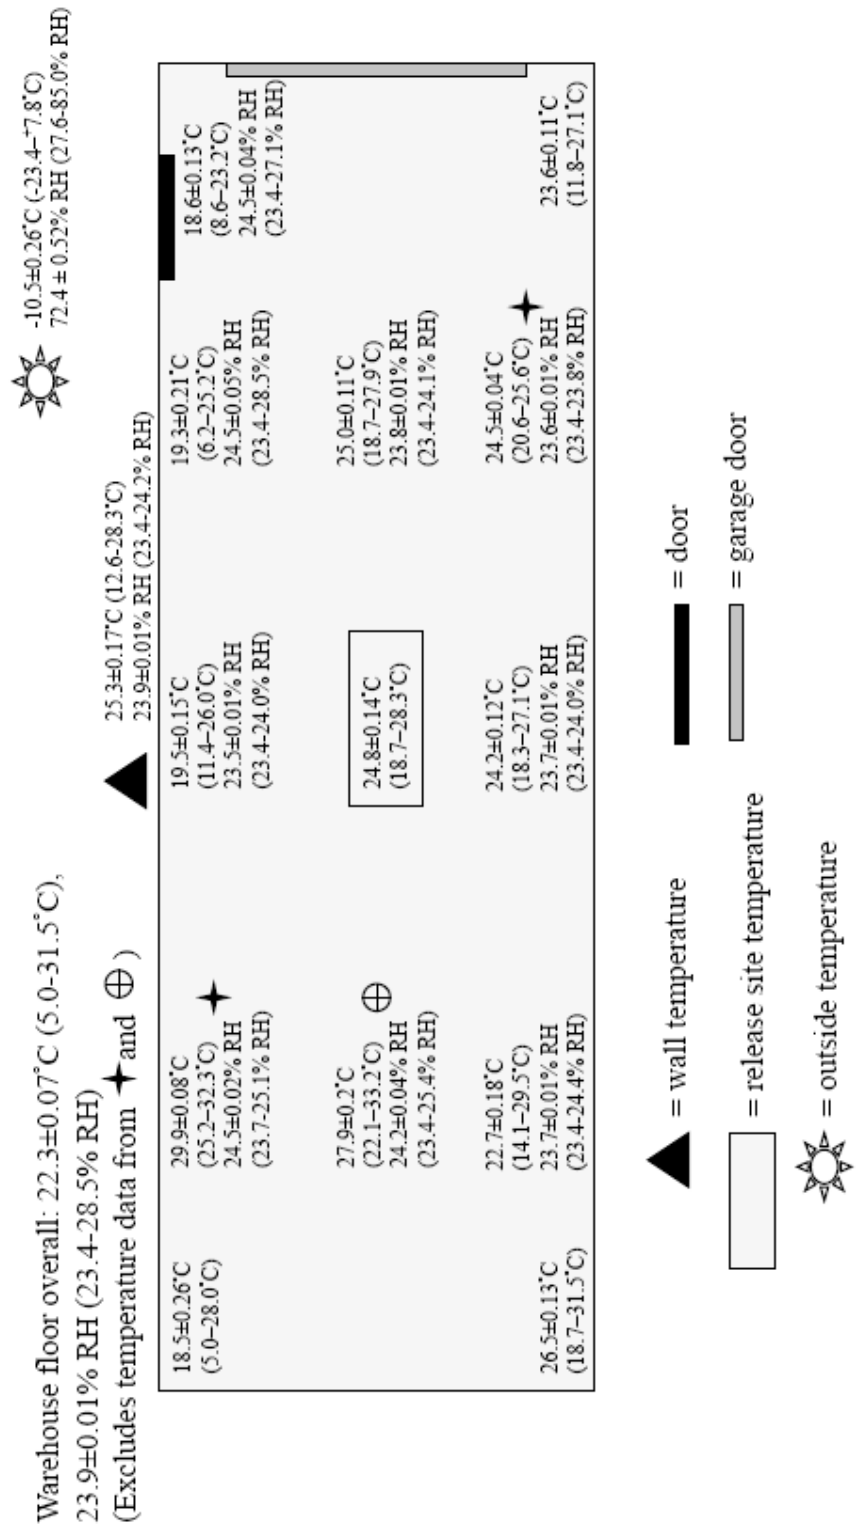 Warehouse floor overall: 22.3±0.07˚C (5.0-31.5˚C),
23.9±0.01% RH (23.4-28.5% RH)
(Excludes temperature data from ✦ and ⊕ )
-10.5±0.26˚C (-23.4–⁺7.8˚C)
72.4 ± 0.52% RH (27.6-85.0% RH)
25.3±0.17˚C (12.6-28.3˚C)
23.9±0.01% RH (23.4-24.2% RH)
18.5±0.26˚C
(5.0–28.0˚C)
29.9±0.08˚C
(25.2–32.3˚C)
24.5±0.02% RH
(23.7-25.1% RH)
19.5±0.15˚C
(11.4–26.0˚C)
23.5±0.01% RH
(23.4-24.0% RH)
19.3±0.21˚C
(6.2–25.2˚C)
24.5±0.05% RH
(23.4-28.5% RH)
18.6±0.13˚C
(8.6–23.2˚C)
24.5±0.04% RH
(23.4-27.1% RH)
27.9±0.2˚C
(22.1–33.2˚C)
24.2±0.04% RH
(23.4-25.4% RH)
24.8±0.14˚C
(18.7–28.3˚C)
25.0±0.11˚C
(18.7–27.9˚C)
23.8±0.01% RH
(23.4-24.1% RH)
26.5±0.13˚C
(18.7–31.5˚C)
22.7±0.18˚C
(14.1–29.5˚C)
23.7±0.01% RH
(23.4-24.4% RH)
24.2±0.12˚C
(18.3–27.1˚C)
23.7±0.01% RH
(23.4-24.0% RH)
24.5±0.04˚C
(20.6–25.6˚C)
23.6±0.01% RH
(23.4-23.8% RH)
23.6±0.11˚C
(11.8–27.1˚C)
= wall temperature
= door
= release site temperature
= garage door
= outside temperature